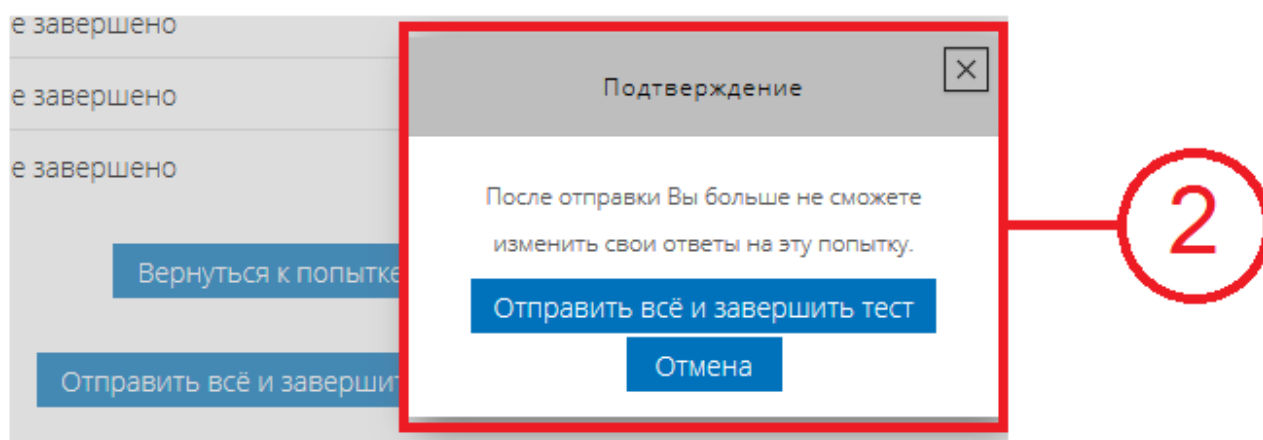 е завершено
е завершено
е завершено
Вернуться к попытке
Отправить всё и заверши
Подтверждение
После отправки Вы больше не сможете
изменить свои ответы на эту попытку.
Отправить всё и завершить тест
Отмена
2